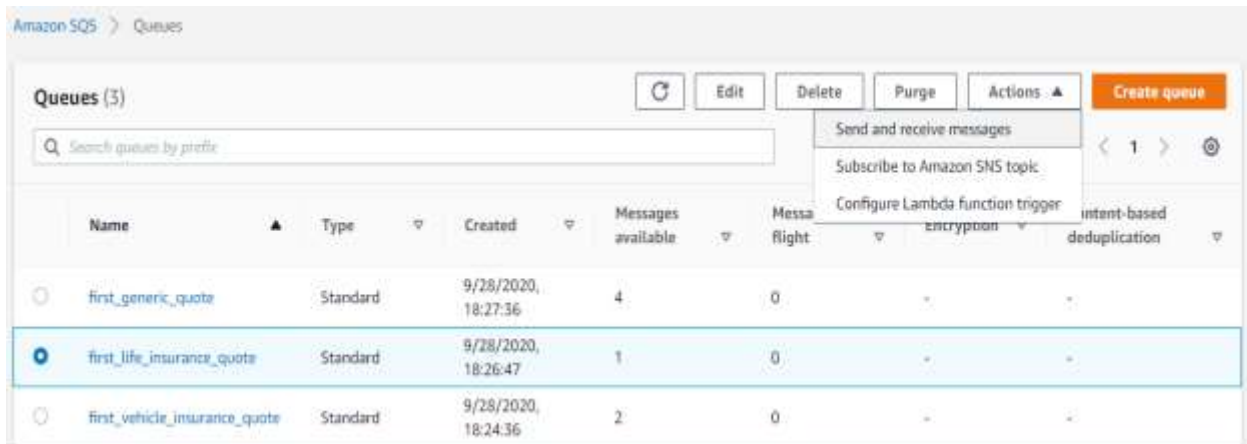 Amazon SQS > Queues
Queues (3)
Edit
Delete
Purge
Actions ▲
Create queue
Search queues by prefix
Send and receive messages
Subscribe to Amazon SNS topic
Configure Lambda function trigger
< 1 >
Name ▲
Type
Created
Messages
available
Messa
flight
Encryption
ntent-based
deduplication
first_generic_quote
Standard
9/28/2020,
18:27:36
4
0
-
-
first_life_insurance_quote
Standard
9/28/2020,
18:26:47
1
0
-
-
first_vehicle_insurance_quote
Standard
9/28/2020,
18:24:36
2
0
-
-